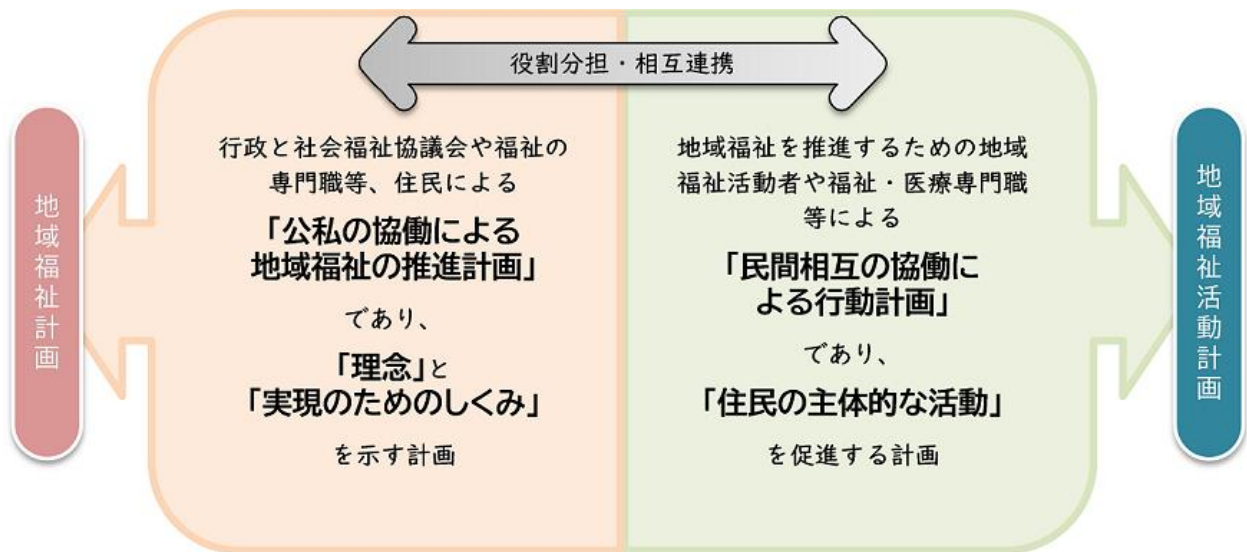 役割分担・相互連携
地域福祉計画
行政と社会福祉協議会や福祉の
専門職等、住民による
「公私の協働による
地域福祉の推進計画」
であり、
「理念」と
「実現のためのしくみ」
を示す計画
地域福祉を推進するための地域
福祉活動者や福祉・医療専門職
等による
「民間相互の協働に
よる行動計画」
であり、
「住民の主体的な活動」
を促進する計画
地域福祉活動計画